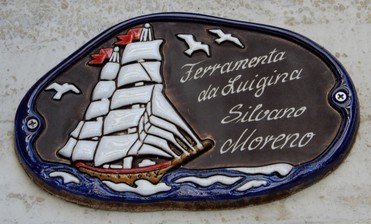 Ferramenta
da Luigina
Silvano
Moreno